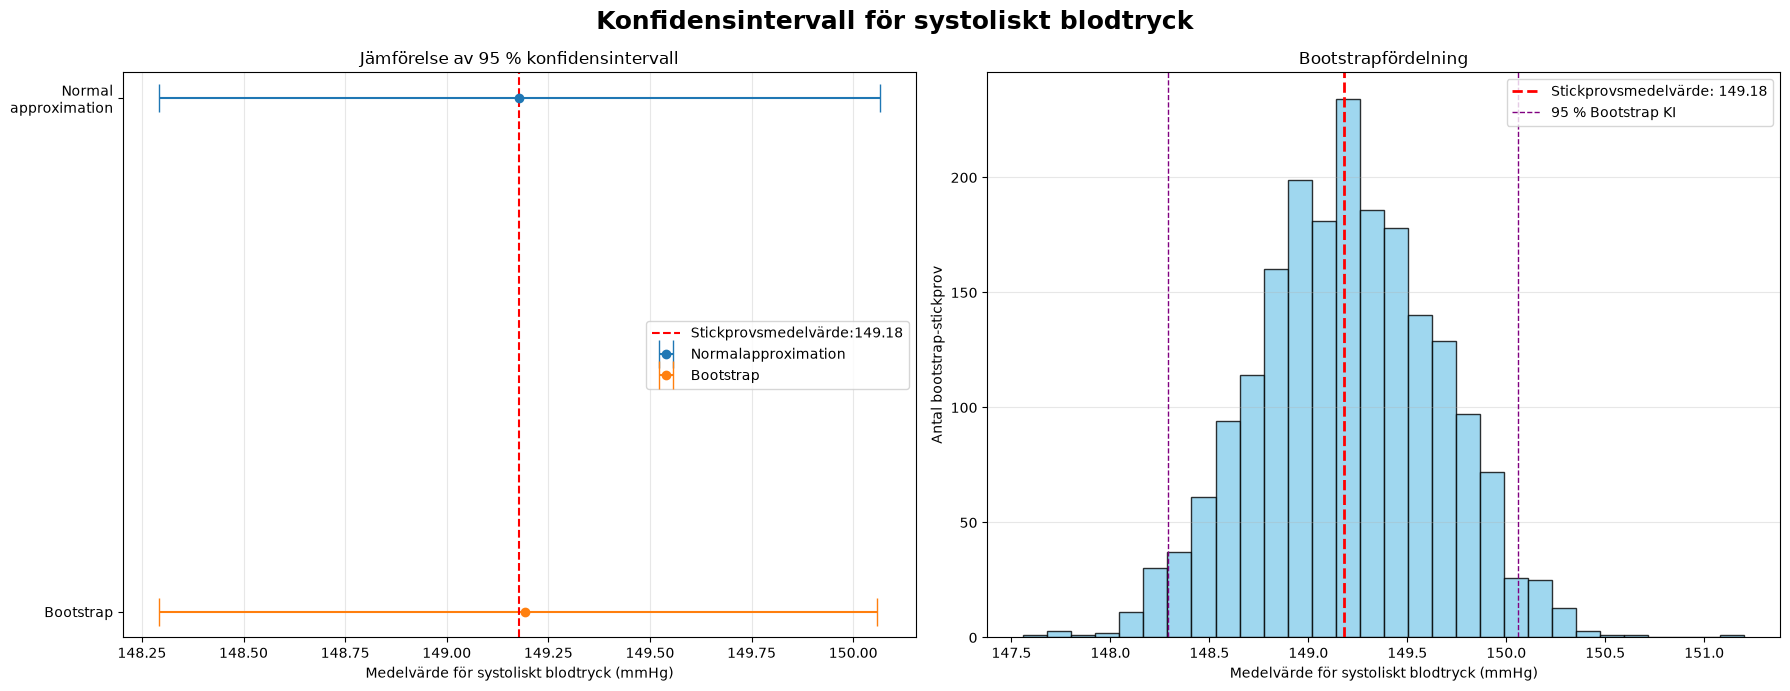 Konfidensintervall för systoliskt blodtryck
Jämförelse av 95 % konfidensintervall
Normal
approximation
Bootstrap
Stickprovsmedelvärde:149.18
Normalapproximation
Bootstrap
148.25 148.50 148.75 149.00 149.25 149.50 149.75 150.00
Medelvärde för systoliskt blodtryck (mmHg)
Bootstrapfördelning
Stickprovsmedelvärde: 149.18
95 % Bootstrap KI
Antal bootstrap-stickprov
200
150
100
50
0
147.5 148.0 148.5 149.0 149.5 150.0 150.5 151.0
Medelvärde för systoliskt blodtryck (mmHg)